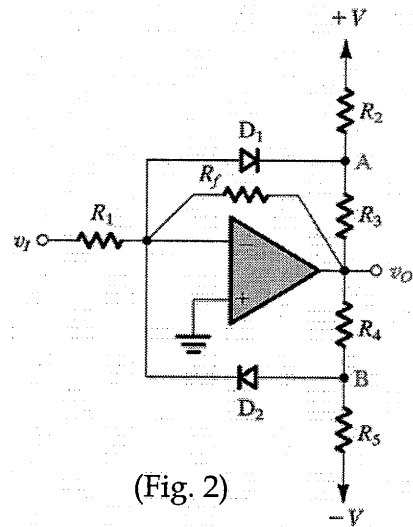 +V
R2
D1
A
Rf
R1
R3
vI
−
vO
+
R4
B
D2
R5
(Fig. 2)
−V